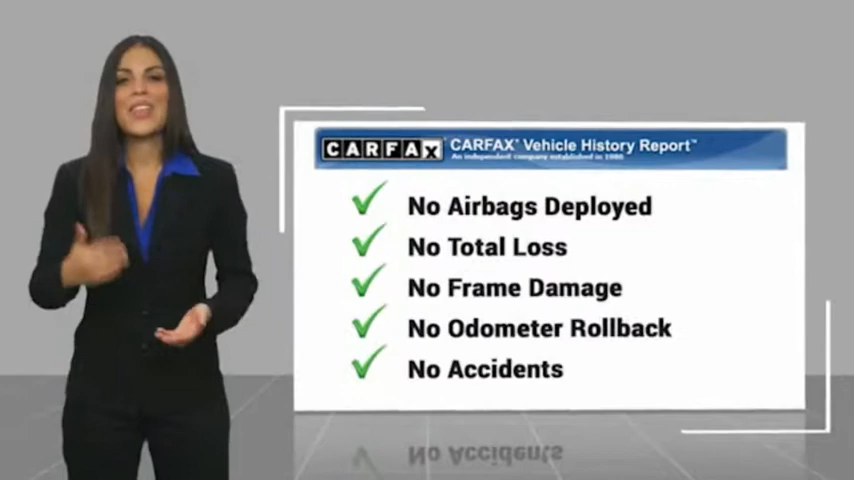 CARFAX CARFAX® Vehicle History Report™
An independent company established in 1986
No Airbags Deployed
No Total Loss
No Frame Damage
No Odometer Rollback
No Accidents
No Accidents